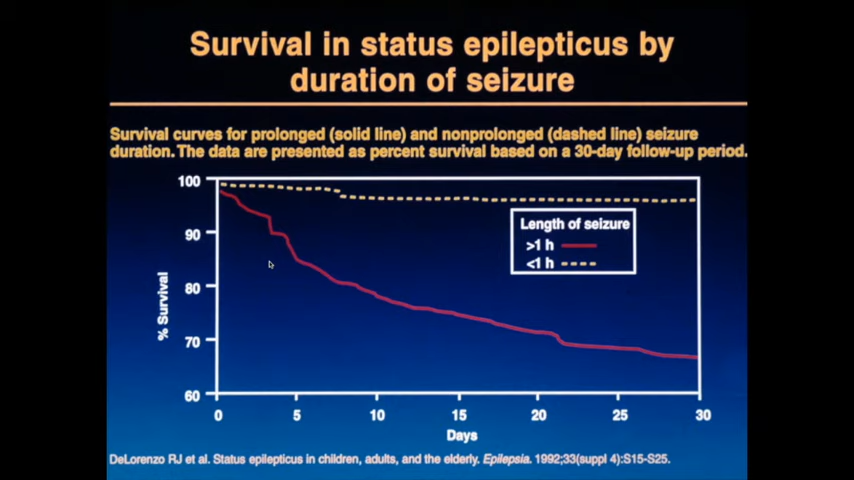 Survival in status epilepticus by
duration of seizure
Survival curves for prolonged (solid line) and nonprolonged (dashed line) seizure
duration. The data are presented as percent survival based on a 30-day follow-up period.
100
90
80
70
60
% Survival
Length of seizure
>1 h
<1 h
0 5 10 15 20 25 30
Days
DeLorenzo RJ et al. Status epilepticus in children, adults, and the elderly. Epilepsia. 1992;33(suppl 4):S15-S25.